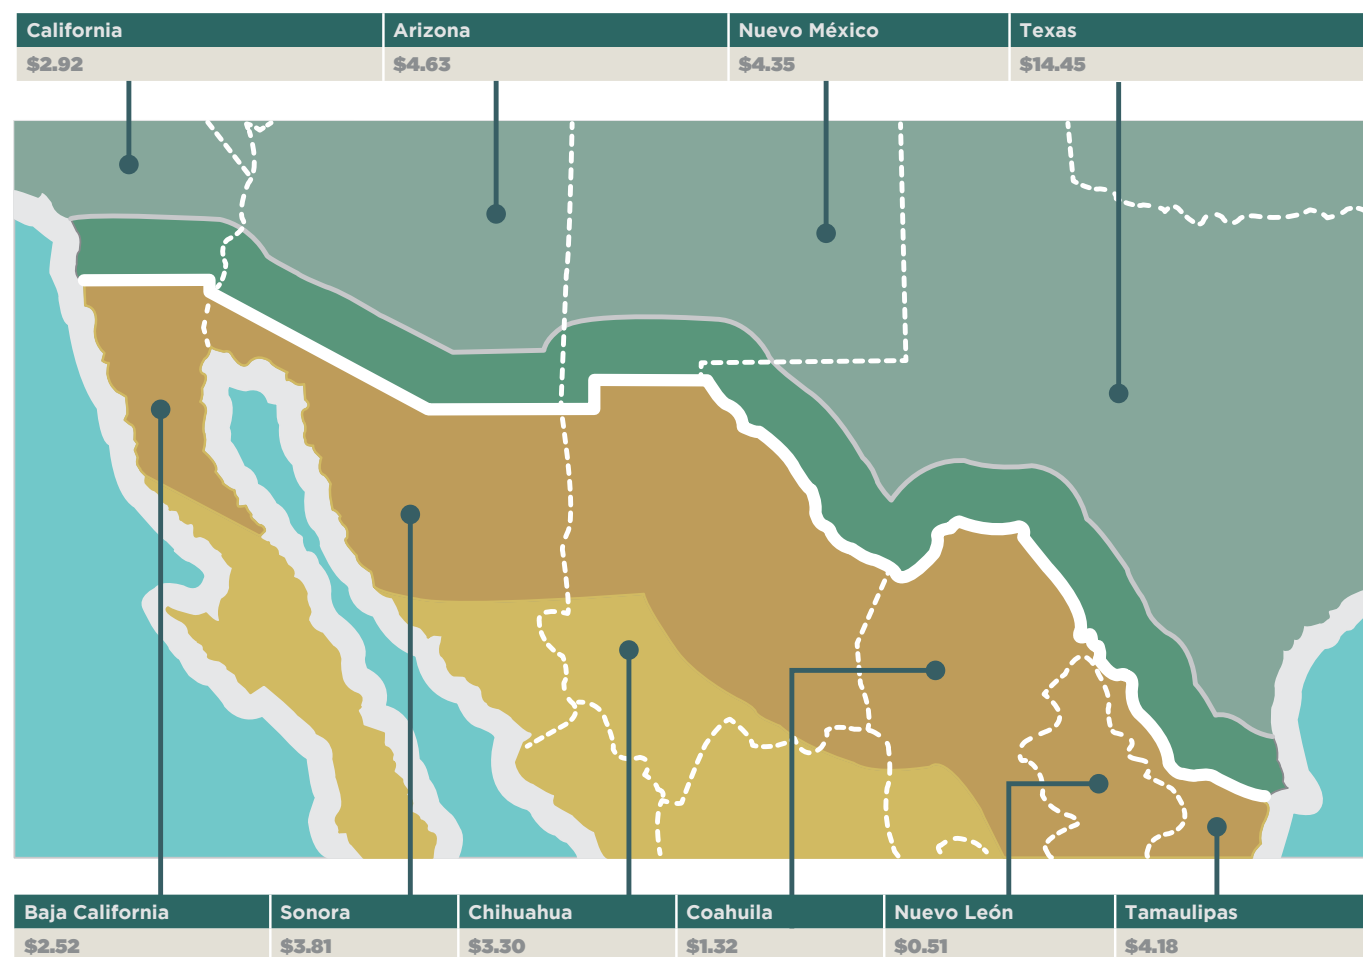 California Arizona Nuevo México Texas
$2.92 $4.63 $4.35 $14.45
Baja California Sonora Chihuahua Coahuila Nuevo León Tamaulipas
$2.52 $3.81 $3.30 $1.32 $0.51 $4.18